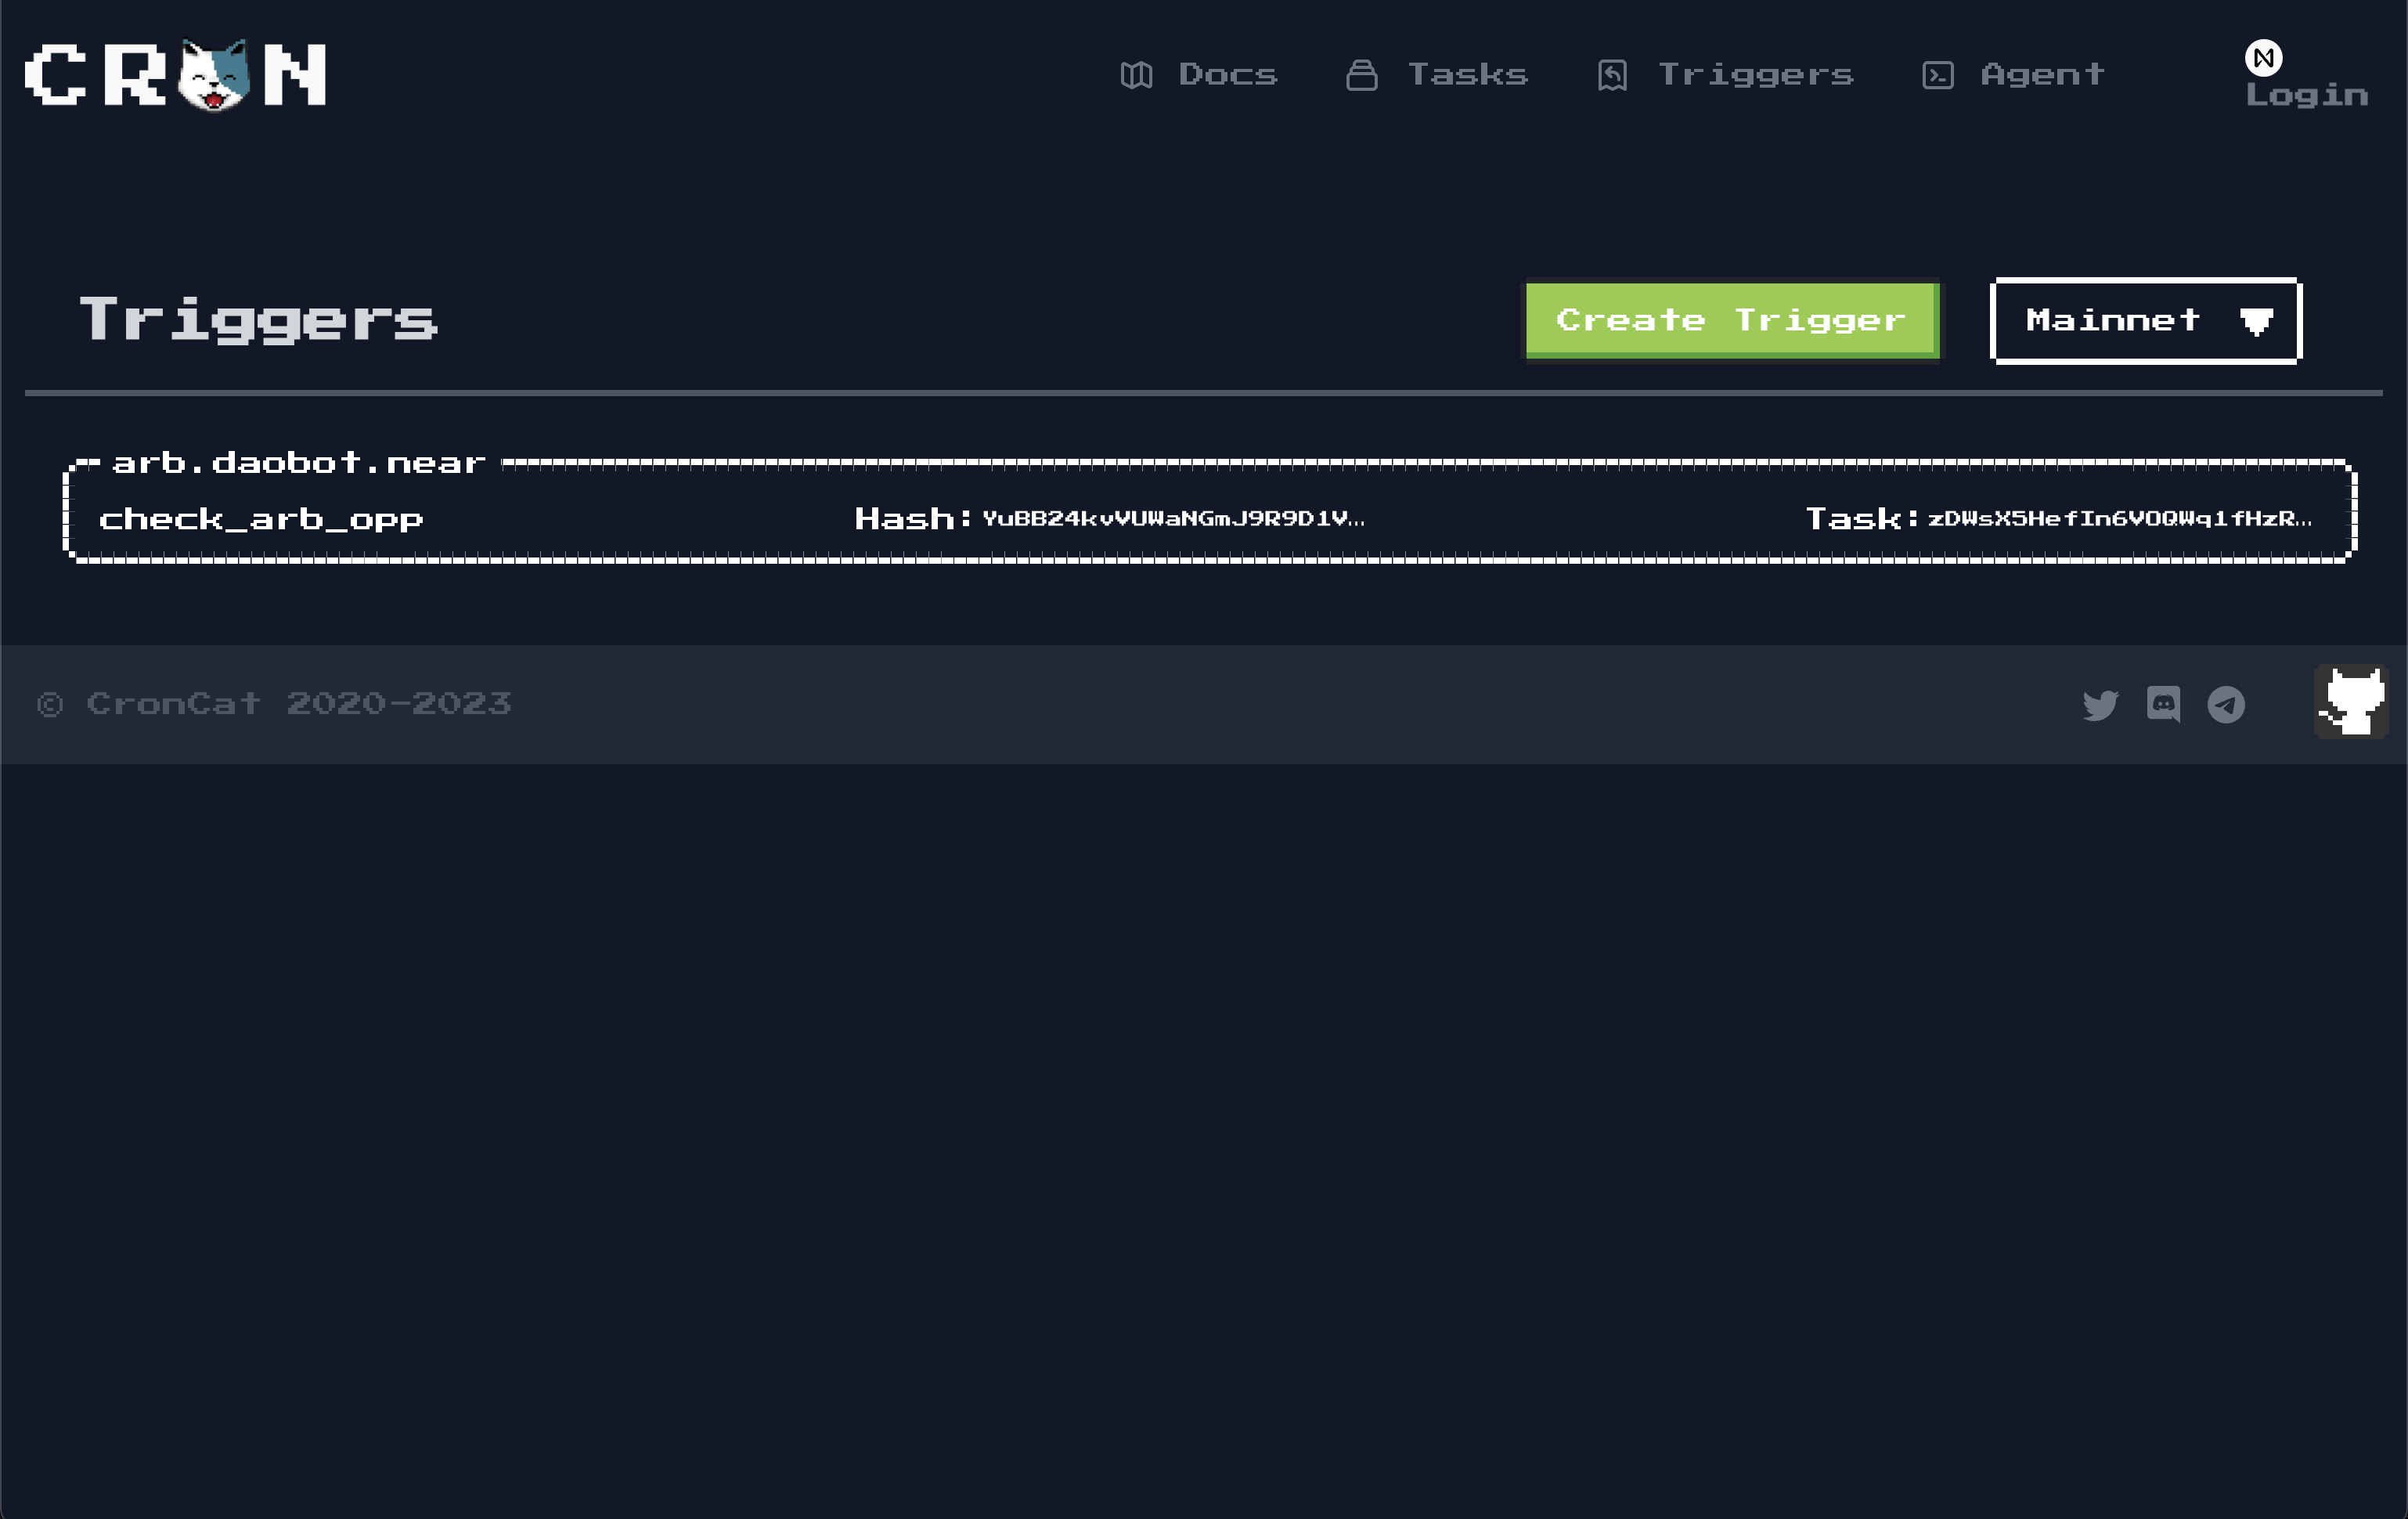 CRON
Docs
Tasks
Triggers
Agent
Login
Triggers
Create Trigger
Mainnet
arb.daobot.near
check_arb_opp
Hash: YuBB24kvVUWaNGmJ9R9D1V…
Task: zDWsX5HefIn6VOQWq1fHzR…
© CronCat 2020-2023